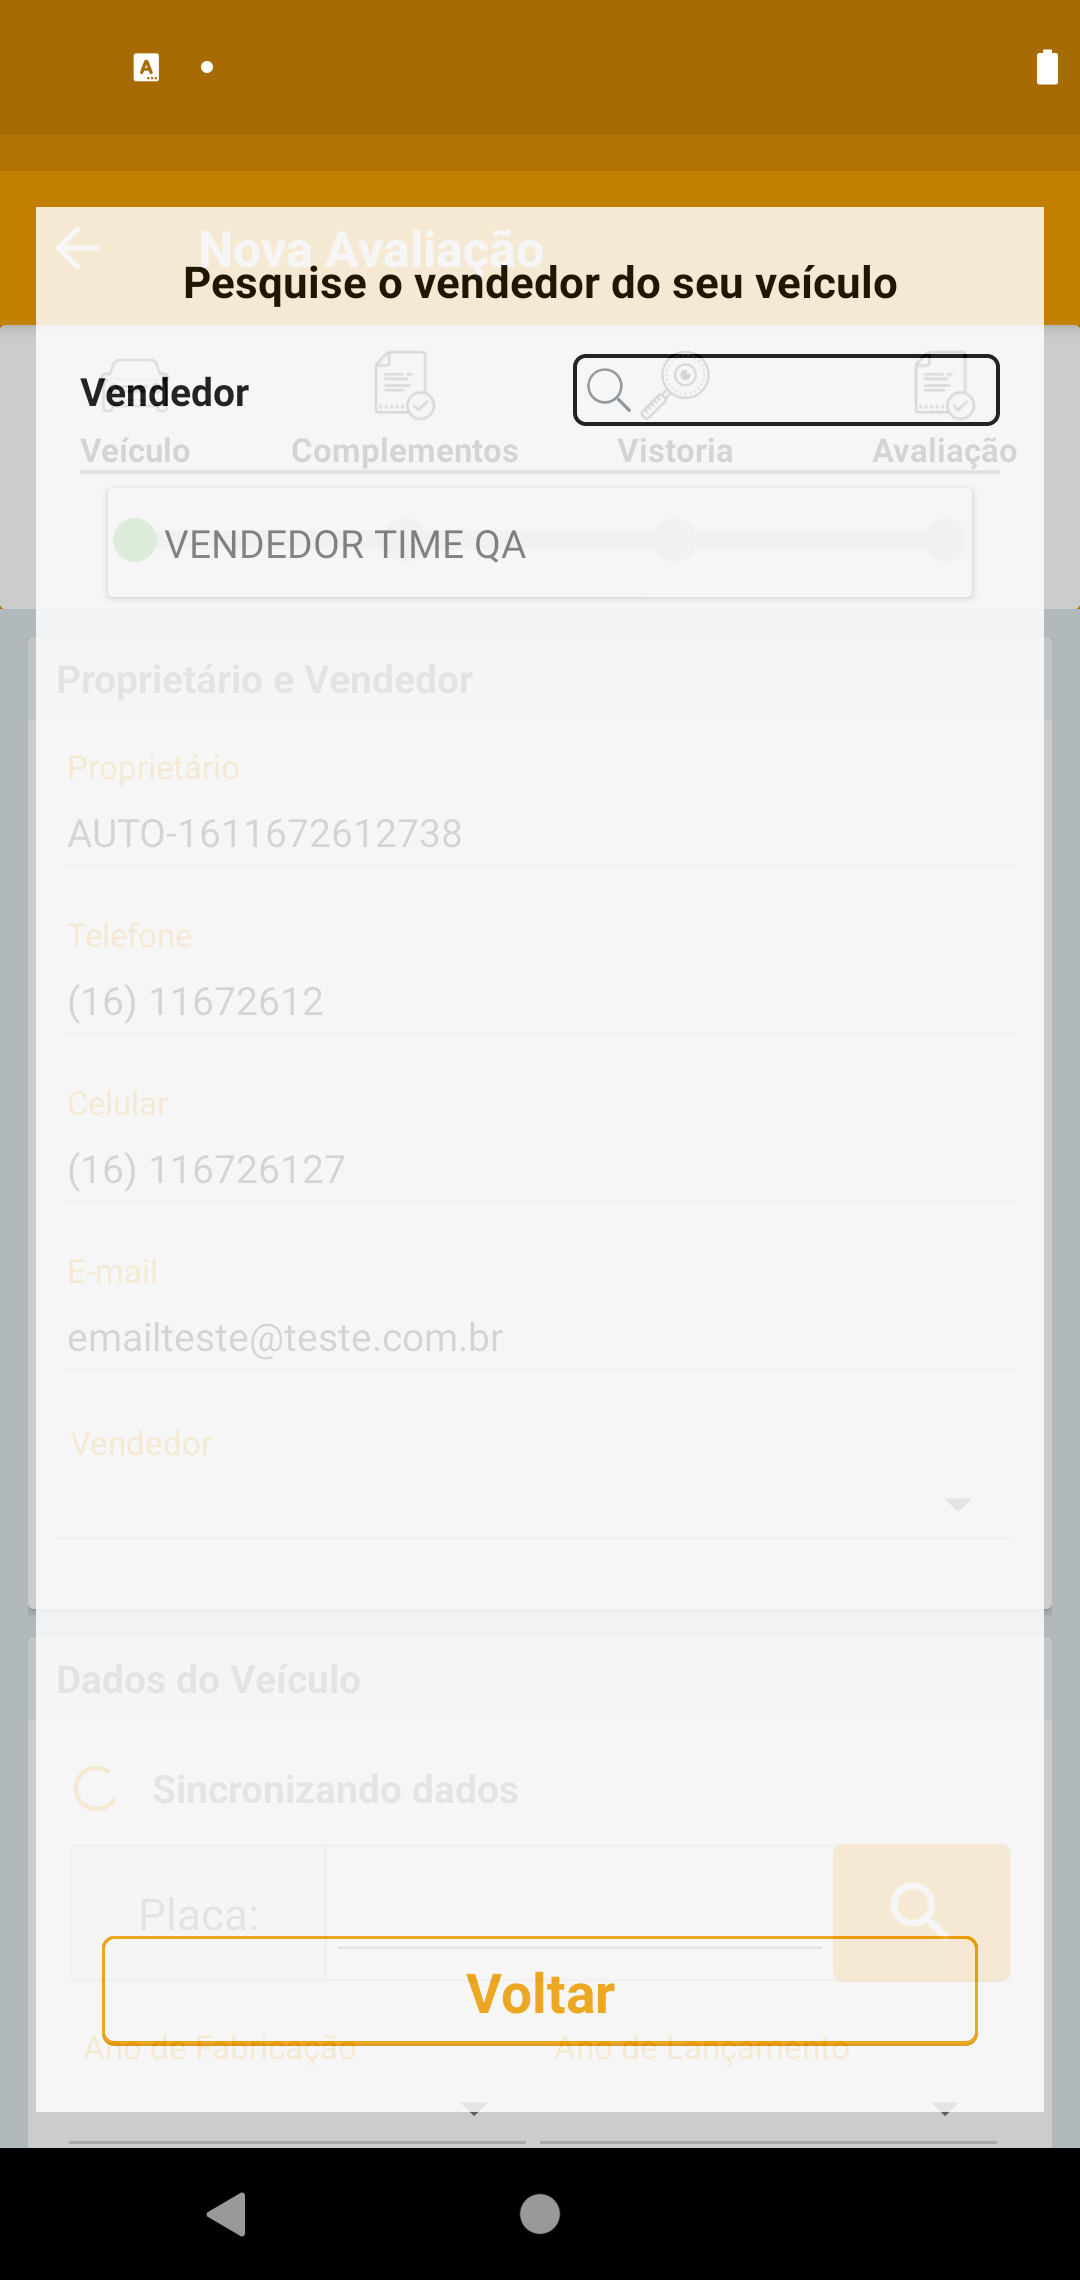 Nova Avaliação
Pesquise o vendedor do seu veículo
Vendedor
Veículo Complementos Vistoria Avaliação
VENDEDOR TIME QA
Proprietário e Vendedor
Proprietário
AUTO-1611672612738
Telefone
(16) 11672612
Celular
(16) 116726127
E-mail
emailteste@teste.com.br
Vendedor
Dados do Veículo
Sincronizando dados
Placa:
Voltar
Ano de Fabricação Ano de Lançamento